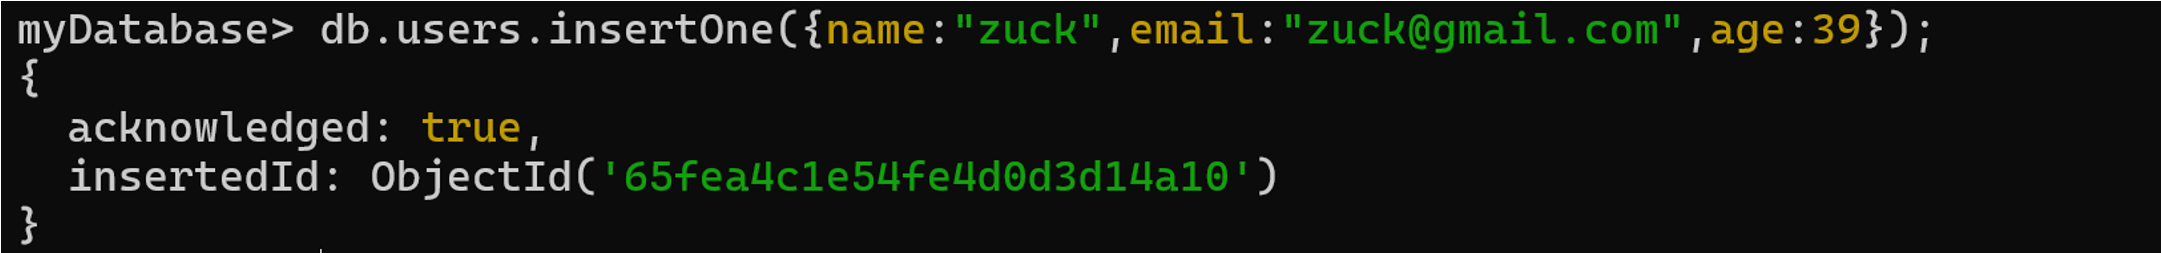 myDatabase> db.users.insertOne({name:"zuck",email:"zuck@gmail.com",age:39});
{
  acknowledged: true,
  insertedId: ObjectId('65fea4c1e54fe4d0d3d14a10')
}